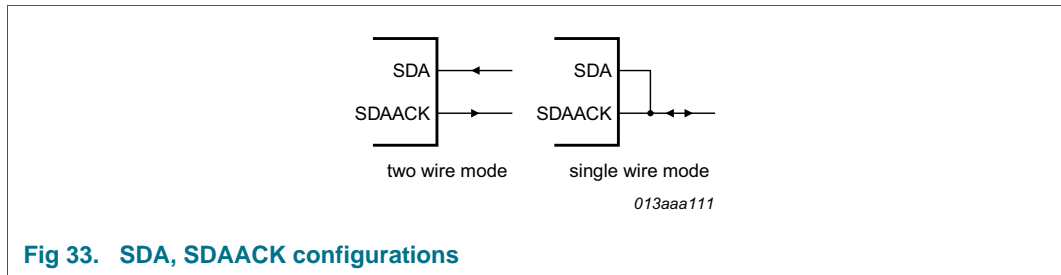 SDA
SDAACK
two wire mode
SDA
SDAACK
single wire mode
013aaa111
Fig 33. SDA, SDAACK configurations